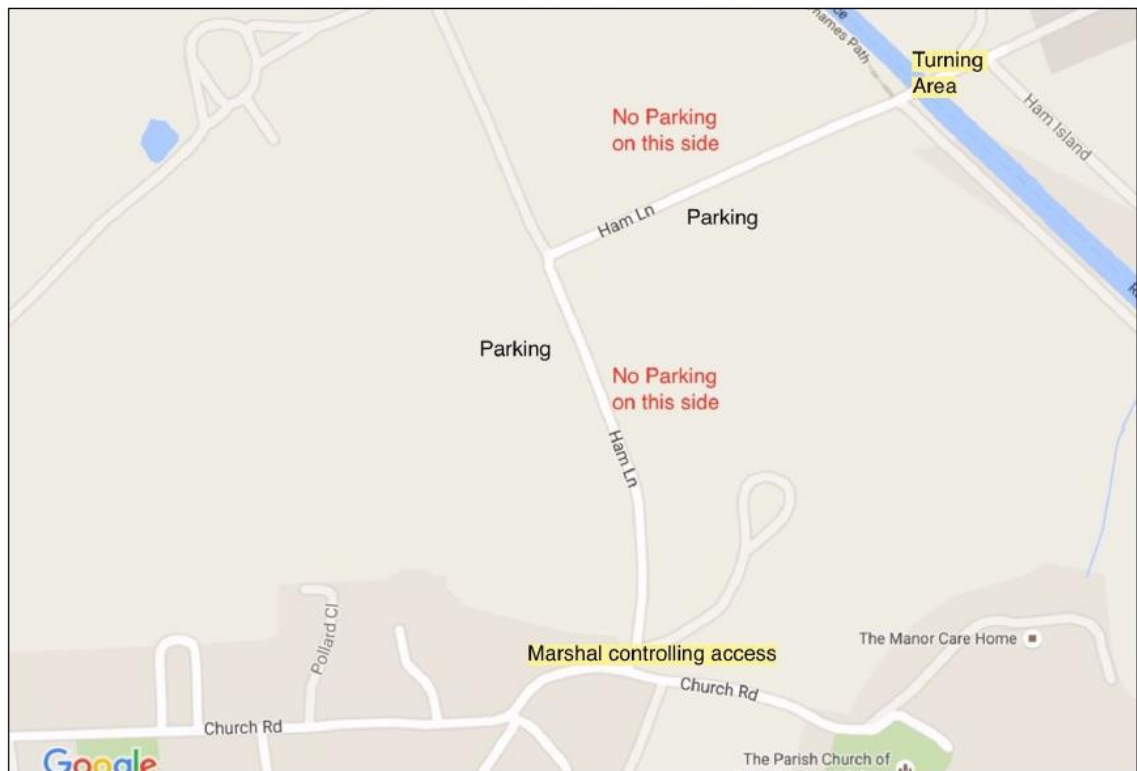 Thames Path
Turning
Area
Ham Island
No Parking
on this side
Ham Ln
Parking
Parking
No Parking
on this side
Ham Ln
Pollard Cl
Marshal controlling access
The Manor Care Home
Church Rd
Church Rd
Google
The Parish Church of